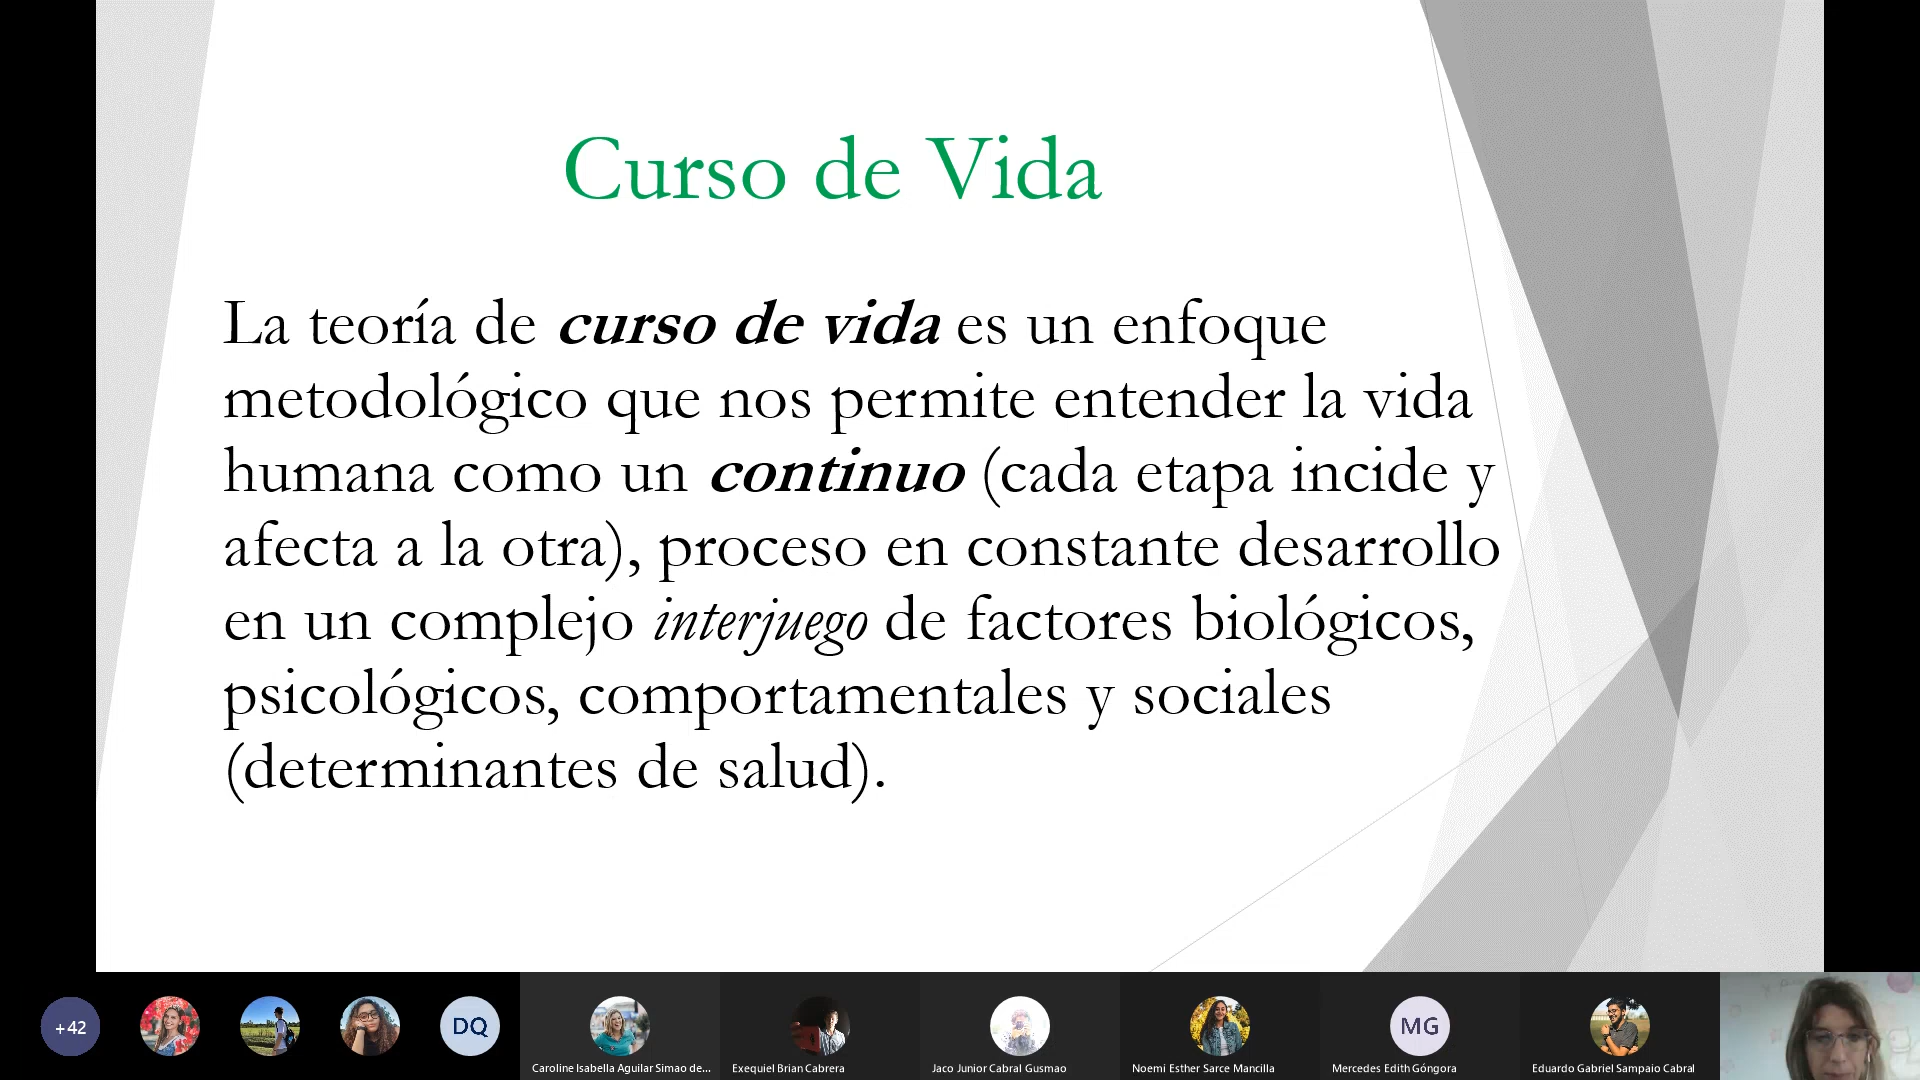 Curso de Vida
La teoría de curso de vida es un enfoque
metodológico que nos permite entender la vida
humana como un continuo (cada etapa incide y
afecta a la otra), proceso en constante desarrollo
en un complejo interjuego de factores biológicos,
psicológicos, comportamentales y sociales
(determinantes de salud).
+42
DQ
MG
Caroline Isabella Aguilar Simao de...
Exequiel Brian Cabrera
Jaco Junior Cabral Gusmao
Noemi Esther Sarce Mancilla
Mercedes Edith Góngora
Eduardo Gabriel Sampaio Cabral